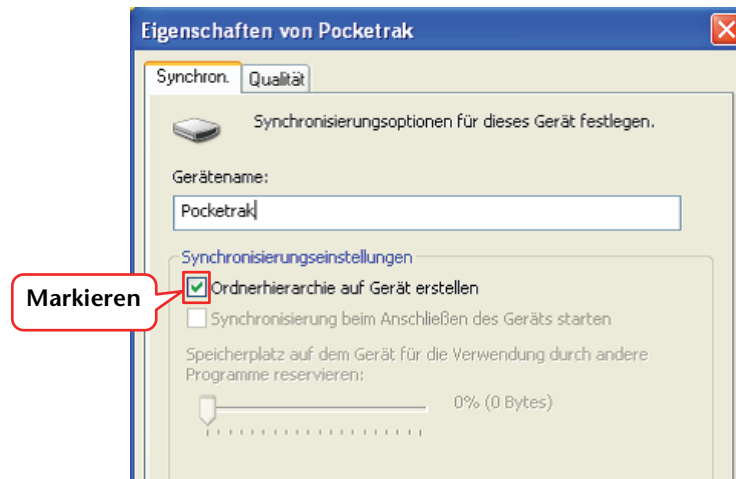 Eigenschaften von Pocketrak
Synchron. Qualität
Synchronisierungsoptionen für dieses Gerät festlegen.
Gerätename:
Pocketrak
Synchronisierungseinstellungen
Markieren
Ordnerhierarchie auf Gerät erstellen
Synchronisierung beim Anschließen des Geräts starten
Speicherplatz auf dem Gerät für die Verwendung durch andere
Programme reservieren:
0% (0 Bytes)